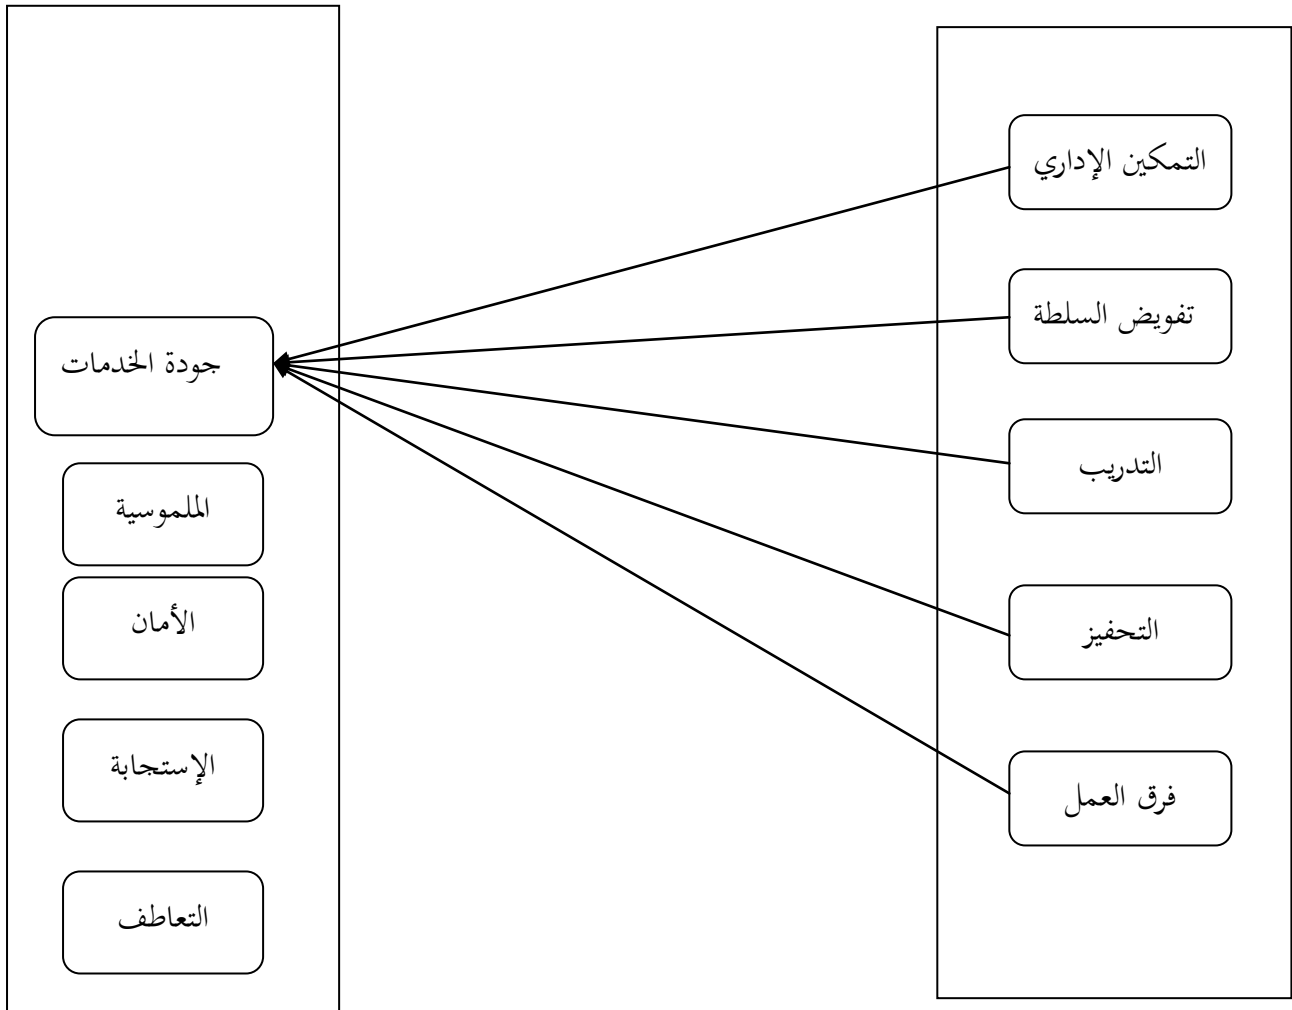 التمكين الإداري
تفويض السلطة
التدريب
التحفيز
فرق العمل
جودة الخدمات
الملموسية
الأمان
الإستجابة
التعاطف